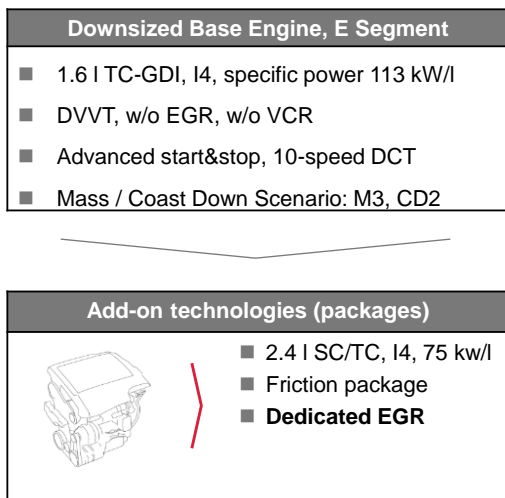 Downsized Base Engine, E Segment
■ 1.6 l TC-GDI, I4, specific power 113 kW/l
■ DVVT, w/o EGR, w/o VCR
■ Advanced start&stop, 10-speed DCT
■ Mass / Coast Down Scenario: M3, CD2
Add-on technologies (packages)
■ 2.4 l SC/TC, I4, 75 kw/l
■ Friction package
■ Dedicated EGR